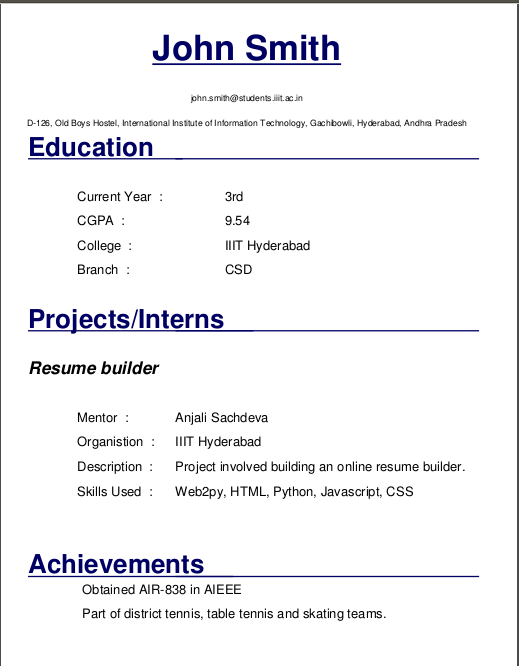 John Smith
john.smith@students.iiit.ac.in
D-126, Old Boys Hostel, International Institute of Information Technology, Gachibowli, Hyderabad, Andhra Pradesh
Education
Current Year : 3rd
CGPA : 9.54
College : IIIT Hyderabad
Branch : CSD
Projects/Interns
Resume builder
Mentor : Anjali Sachdeva
Organistion : IIIT Hyderabad
Description : Project involved building an online resume builder.
Skills Used : Web2py, HTML, Python, Javascript, CSS
Achievements
Obtained AIR-838 in AIEEE
Part of district tennis, table tennis and skating teams.